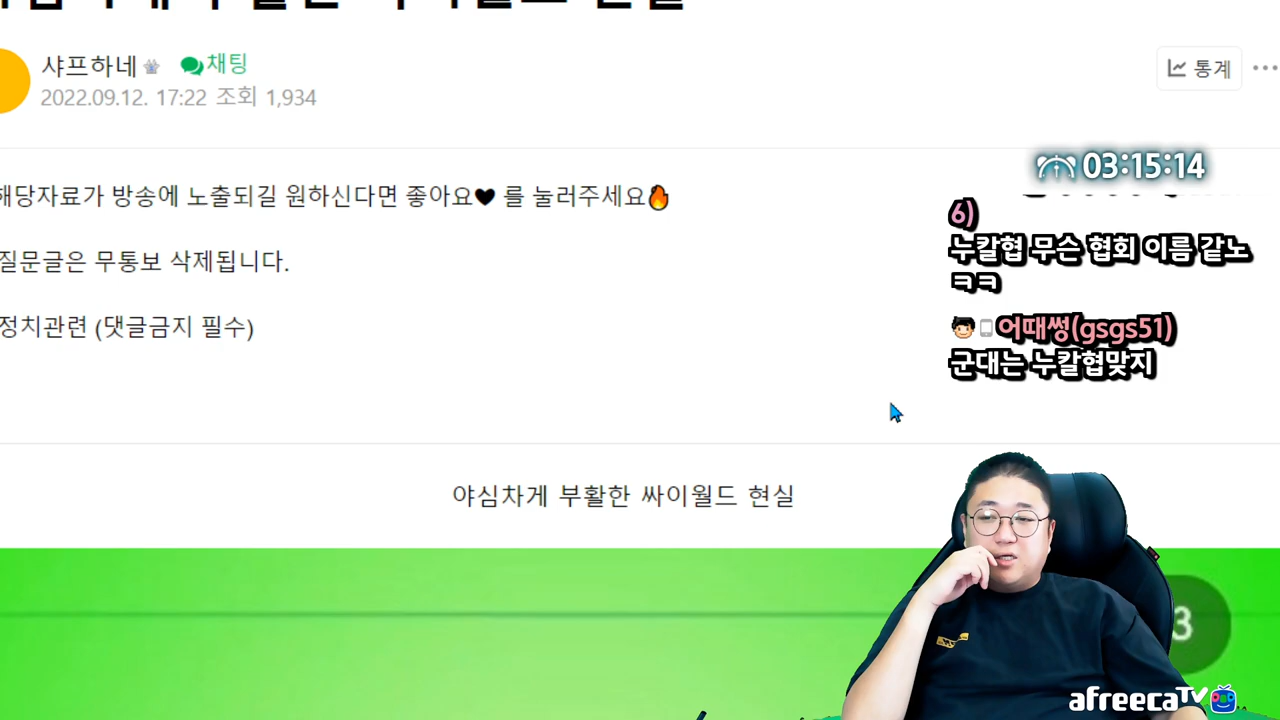 샤프하네 채팅
2022.09.12. 17:22 조회 1,934
통계
03:15:14
해당자료가 방송에 노출되길 원하신다면 좋아요🖤 를 눌러주세요🔥
6)
누칼협 무슨 협회 이름 같노
ㅋㅋ
질문글은 무통보 삭제됩니다.
어때썽(gsgs51)
군대는 누칼협맞지
정치관련 (댓글금지 필수)
야심차게 부활한 싸이월드 현실
3
afreecaTV